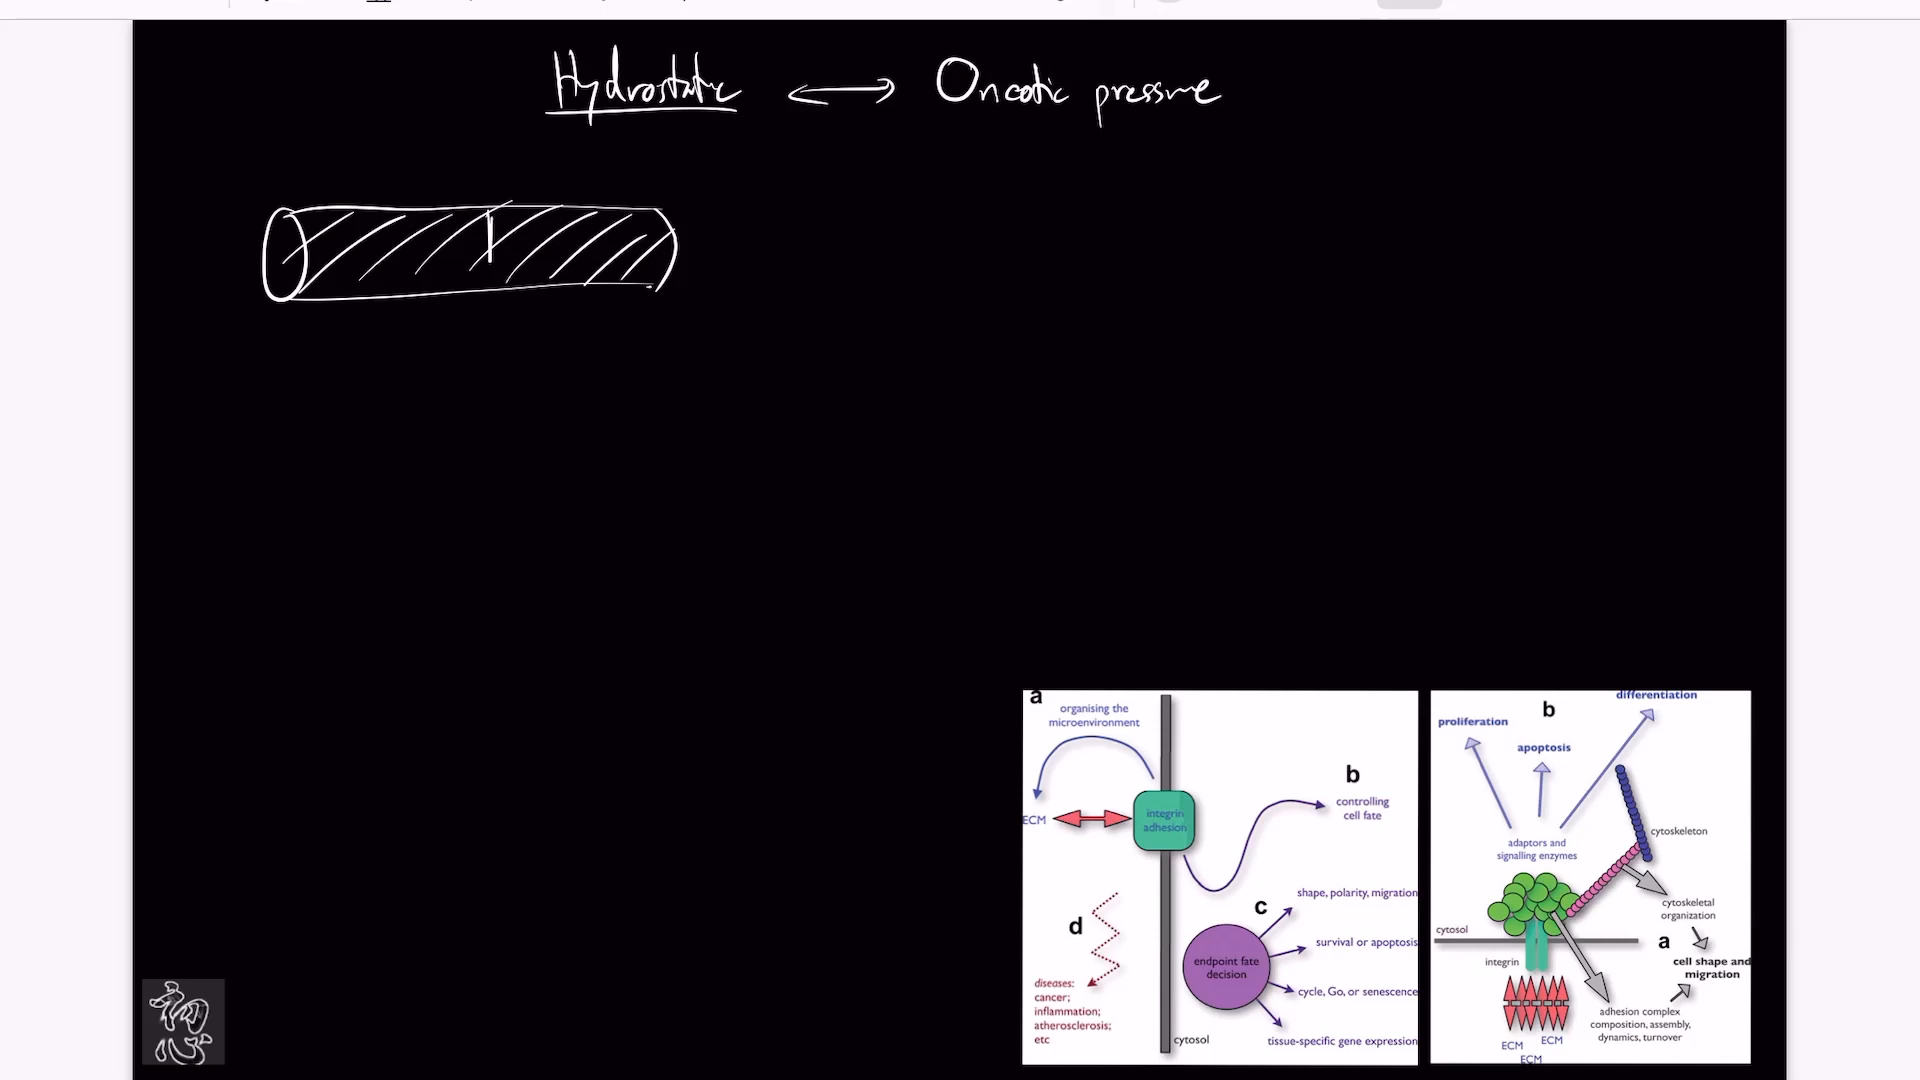 Hydrostatic ⟷ Oncotic pressure
a
organising the
microenvironment
ECM
integrin
adhesion
b
controlling
cell fate
c
shape, polarity, migration
survival or apoptosis
endpoint fate
decision
cycle, Go, or senescence
tissue-specific gene expression
d
diseases:
cancer;
inflammation;
atherosclerosis;
etc
cytosol
differentiation
b
proliferation
apoptosis
cytoskeleton
adaptors and
signalling enzymes
cytoskeletal
organization
cytosol
a
integrin
cell shape and
migration
adhesion complex
composition, assembly,
dynamics, turnover
ECM
ECM
ECM
初
心